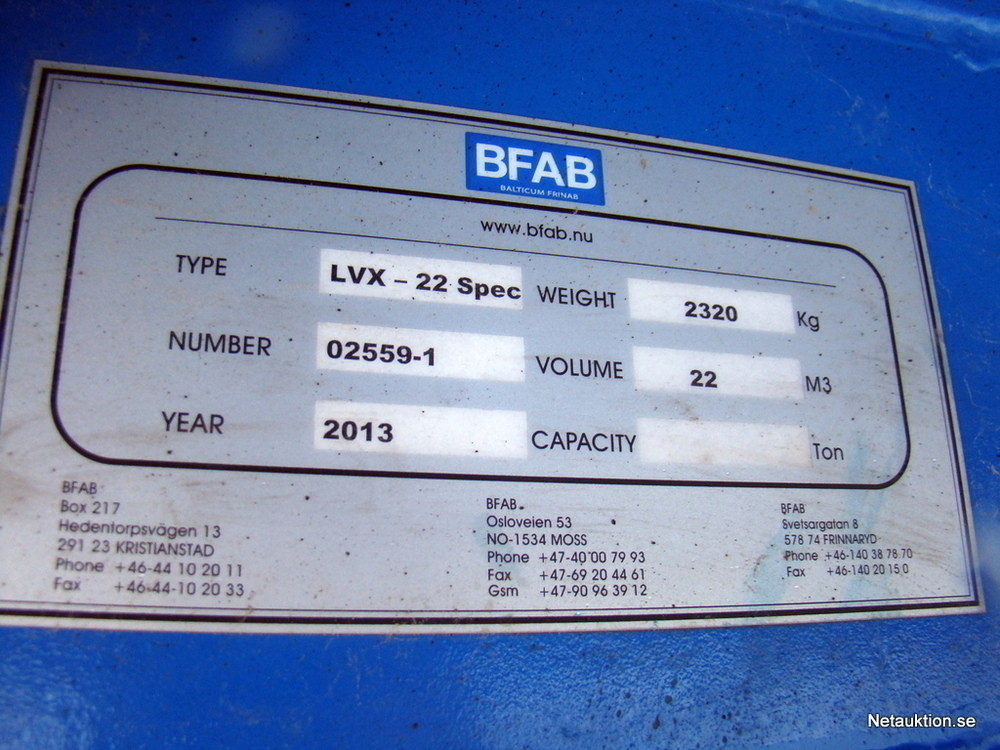 BFAB
BALTICUM FRINAB
www.bfab.nu
TYPE LVX – 22 Spec WEIGHT 2320 Kg
NUMBER 02559-1 VOLUME 22 M3
YEAR 2013 CAPACITY Ton
BFAB
Box 217
Hedentorpsvägen 13
291 23 KRISTIANSTAD
Phone +46-44 10 20 11
Fax +46-44-10 20 33
BFAB
Osloveien 53
NO-1534 MOSS
Phone +47-40 00 79 93
Fax +47-69 20 44 61
Gsm +47-90 96 39 12
BFAB
Svetsargatan 8
578 74 FRINNARYD
Phone +46-140 38 78 70
Fax +46-140 20 15 0
Netauktion.se